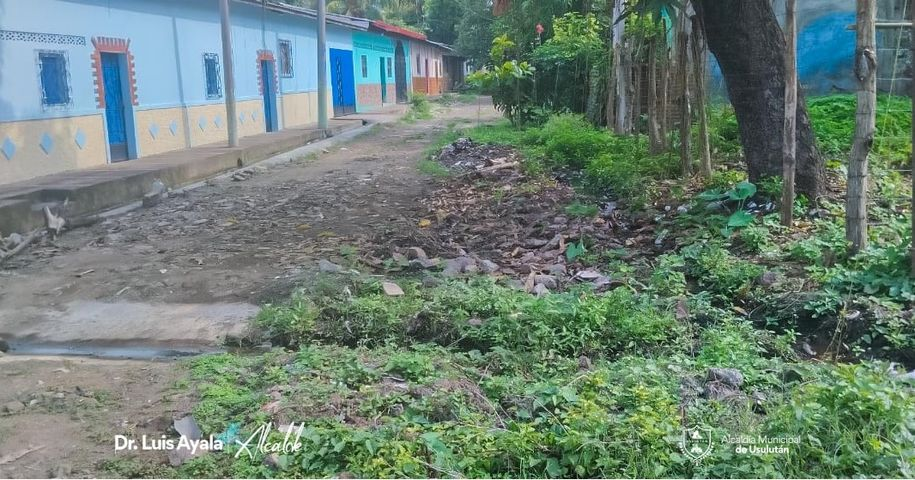 Dr. Luis Ayala Alcalde
Alcaldía Municipal
de Usulután